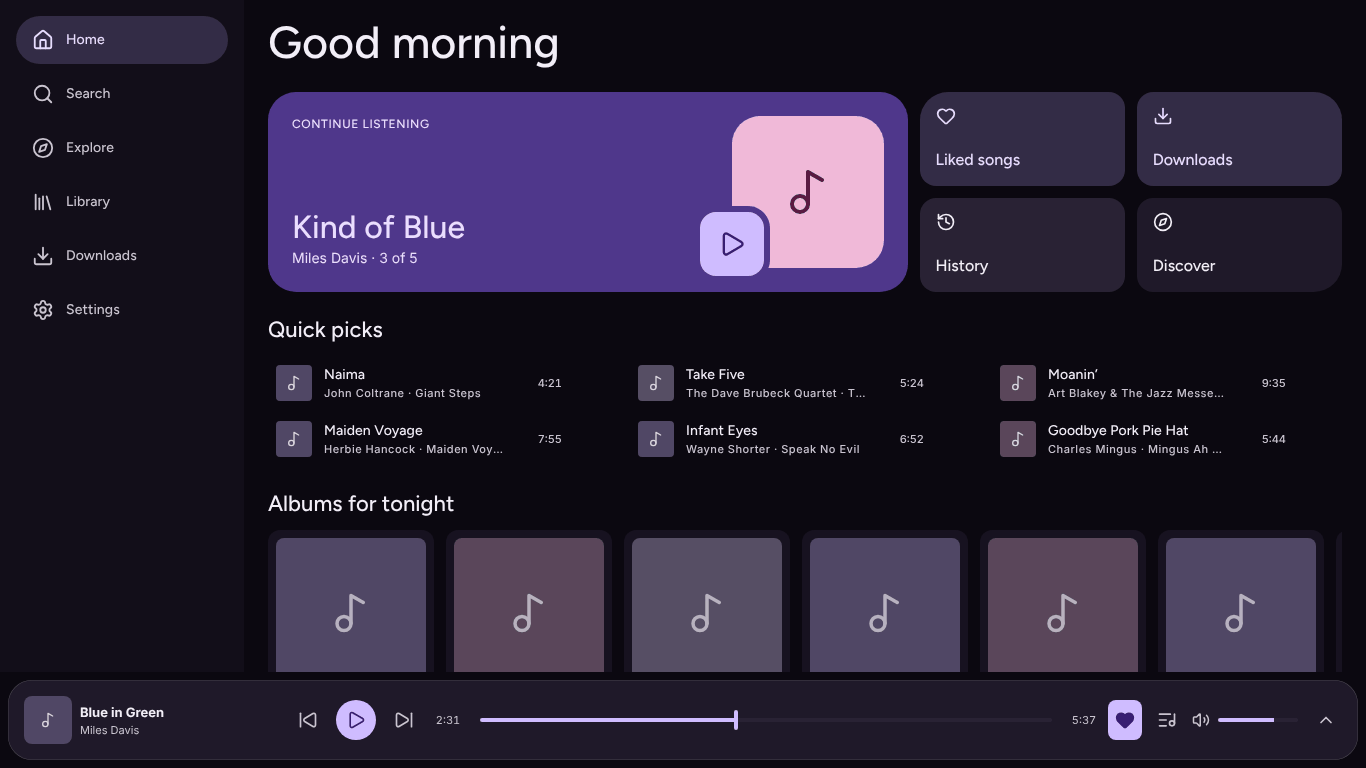 Home
Search
Explore
Library
Downloads
Settings
Good morning
CONTINUE LISTENING
Kind of Blue
Miles Davis · 3 of 5
Liked songs
Downloads
History
Discover
Quick picks
Naima
John Coltrane · Giant Steps
4:21
Take Five
The Dave Brubeck Quartet · T...
5:24
Moanin’
Art Blakey & The Jazz Messe...
9:35
Maiden Voyage
Herbie Hancock · Maiden Voy...
7:55
Infant Eyes
Wayne Shorter · Speak No Evil
6:52
Goodbye Pork Pie Hat
Charles Mingus · Mingus Ah ...
5:44
Albums for tonight
Blue in Green
Miles Davis
2:31
5:37